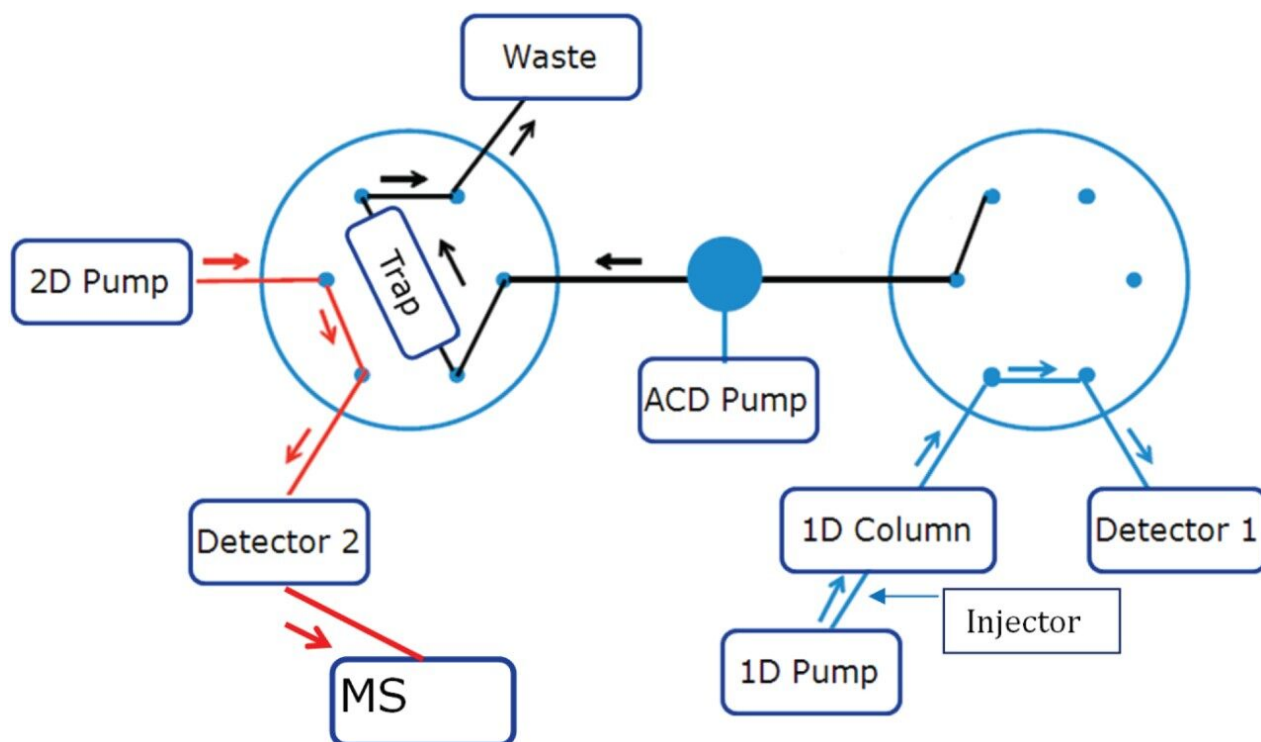 Waste
2D Pump
Trap
ACD Pump
Detector 2
1D Column
Detector 1
Injector
1D Pump
MS